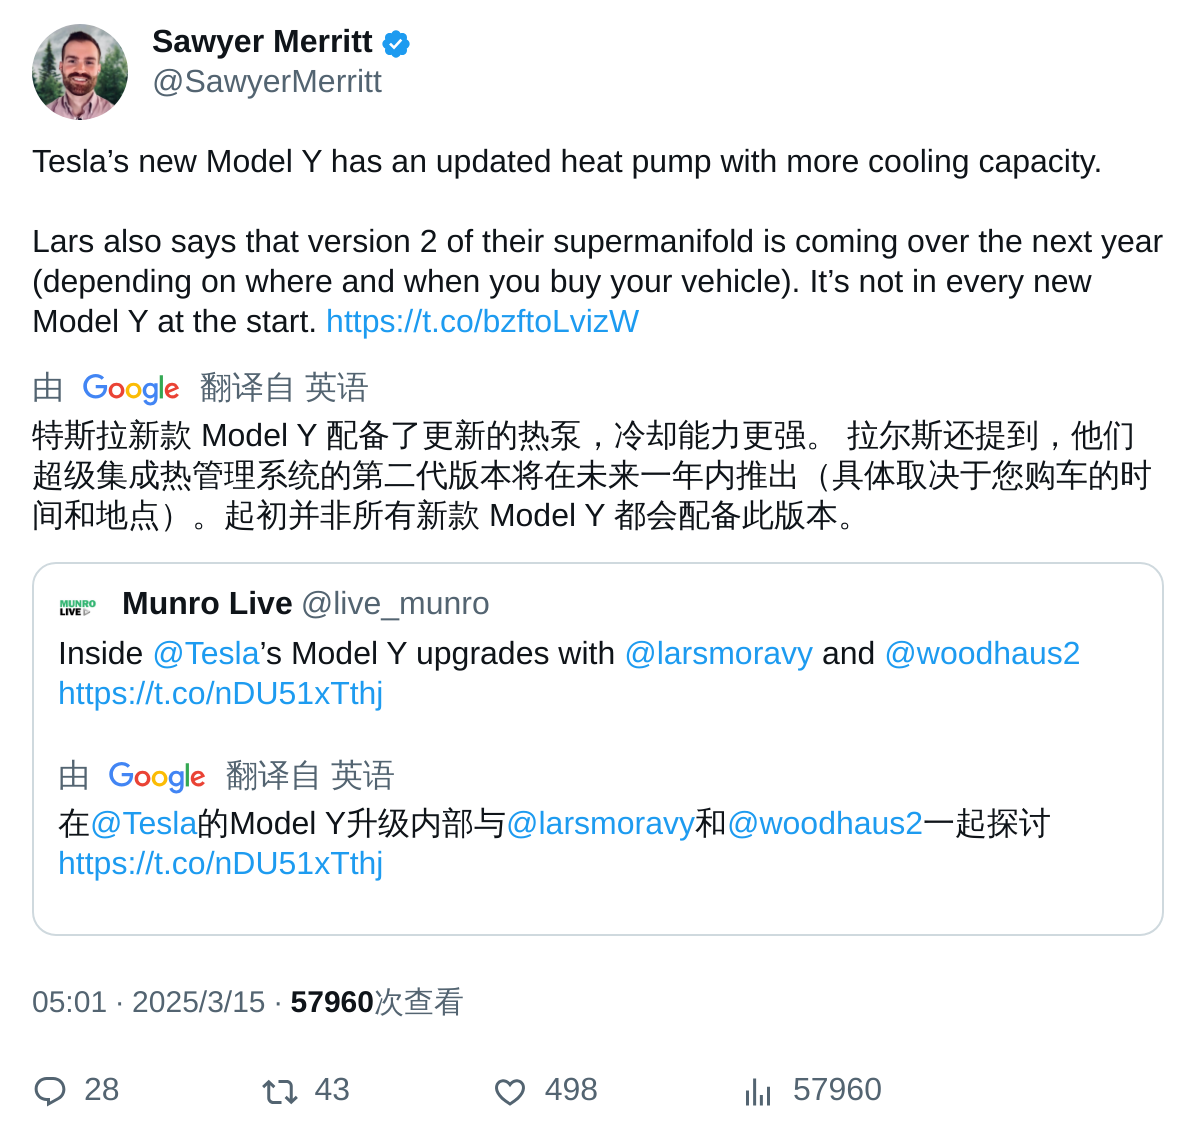 Sawyer Merritt
@SawyerMerritt
Tesla’s new Model Y has an updated heat pump with more cooling capacity.
Lars also says that version 2 of their supermanifold is coming over the next year
(depending on where and when you buy your vehicle). It’s not in every new
Model Y at the start. https://t.co/bzftoLvizW
由 Google 翻译自 英语
特斯拉新款 Model Y 配备了更新的热泵，冷却能力更强。 拉尔斯还提到，他们
超级集成热管理系统的第二代版本将在未来一年内推出（具体取决于您购车的时
间和地点）。起初并非所有新款 Model Y 都会配备此版本。
MUNRO
LIVE
Munro Live @live_munro
Inside @Tesla’s Model Y upgrades with @larsmoravy and @woodhaus2
https://t.co/nDU51xTthj
由 Google 翻译自 英语
在@Tesla的Model Y升级内部与@larsmoravy和@woodhaus2一起探讨
https://t.co/nDU51xTthj
05:01 · 2025/3/15 · 57960次查看
28 43 498 57960